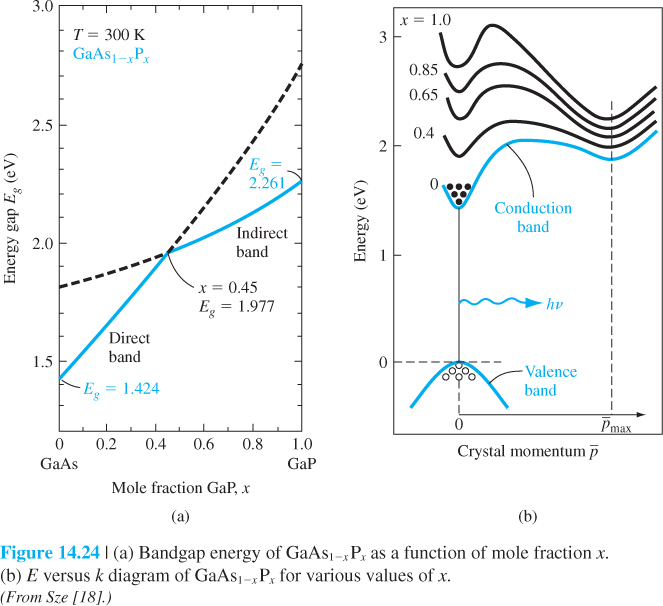 3.0
T = 300 K
GaAs₁₋ₓPₓ
2.5
E_g =
2.261
Energy gap E_g (eV)
2.0
Indirect
band
x = 0.45
E_g = 1.977
Direct
band
1.5
E_g = 1.424
0 0.2 0.4 0.6 0.8 1.0
GaAs GaP
Mole fraction GaP, x
(a)
x = 1.0
3
0.85
0.65
0.4
2
0
Conduction
band
Energy (eV)
1
hν
0
Valence
band
0
p̅max
Crystal momentum p̅
(b)
Figure 14.24 | (a) Bandgap energy of GaAs₁₋ₓPₓ as a function of mole fraction x.
(b) E versus k diagram of GaAs₁₋ₓPₓ for various values of x.
(From Sze [18].)